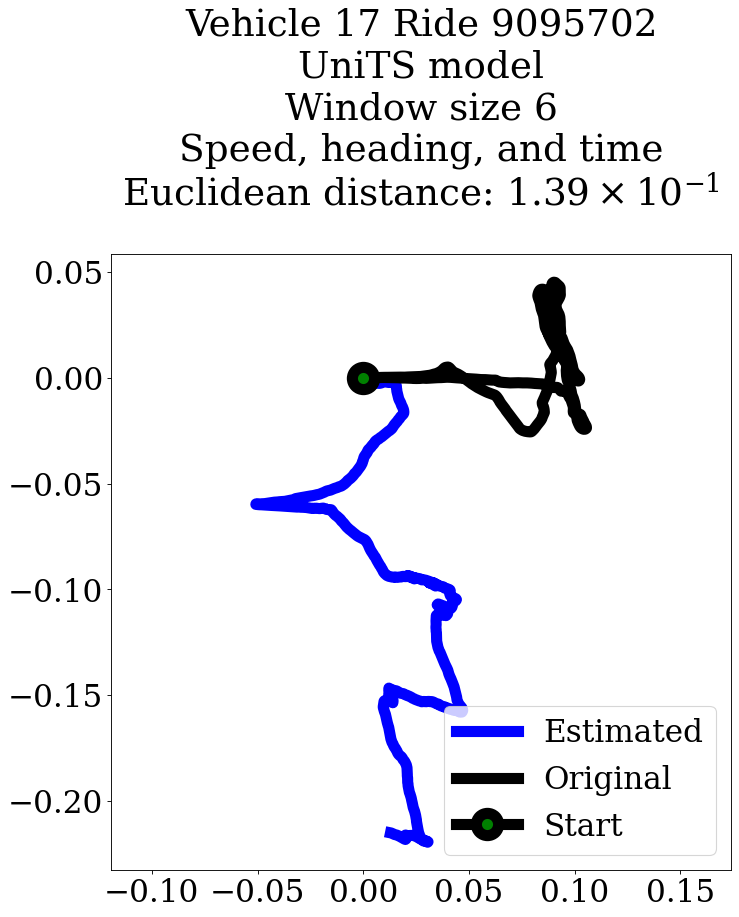 Vehicle 17 Ride 9095702
UniTS model
Window size 6
Speed, heading, and time
Euclidean distance: 1.39 × 10⁻¹
0.05
0.00
−0.05
−0.10
−0.15
−0.20
Estimated
Original
Start
−0.10 −0.05 0.00 0.05 0.10 0.15